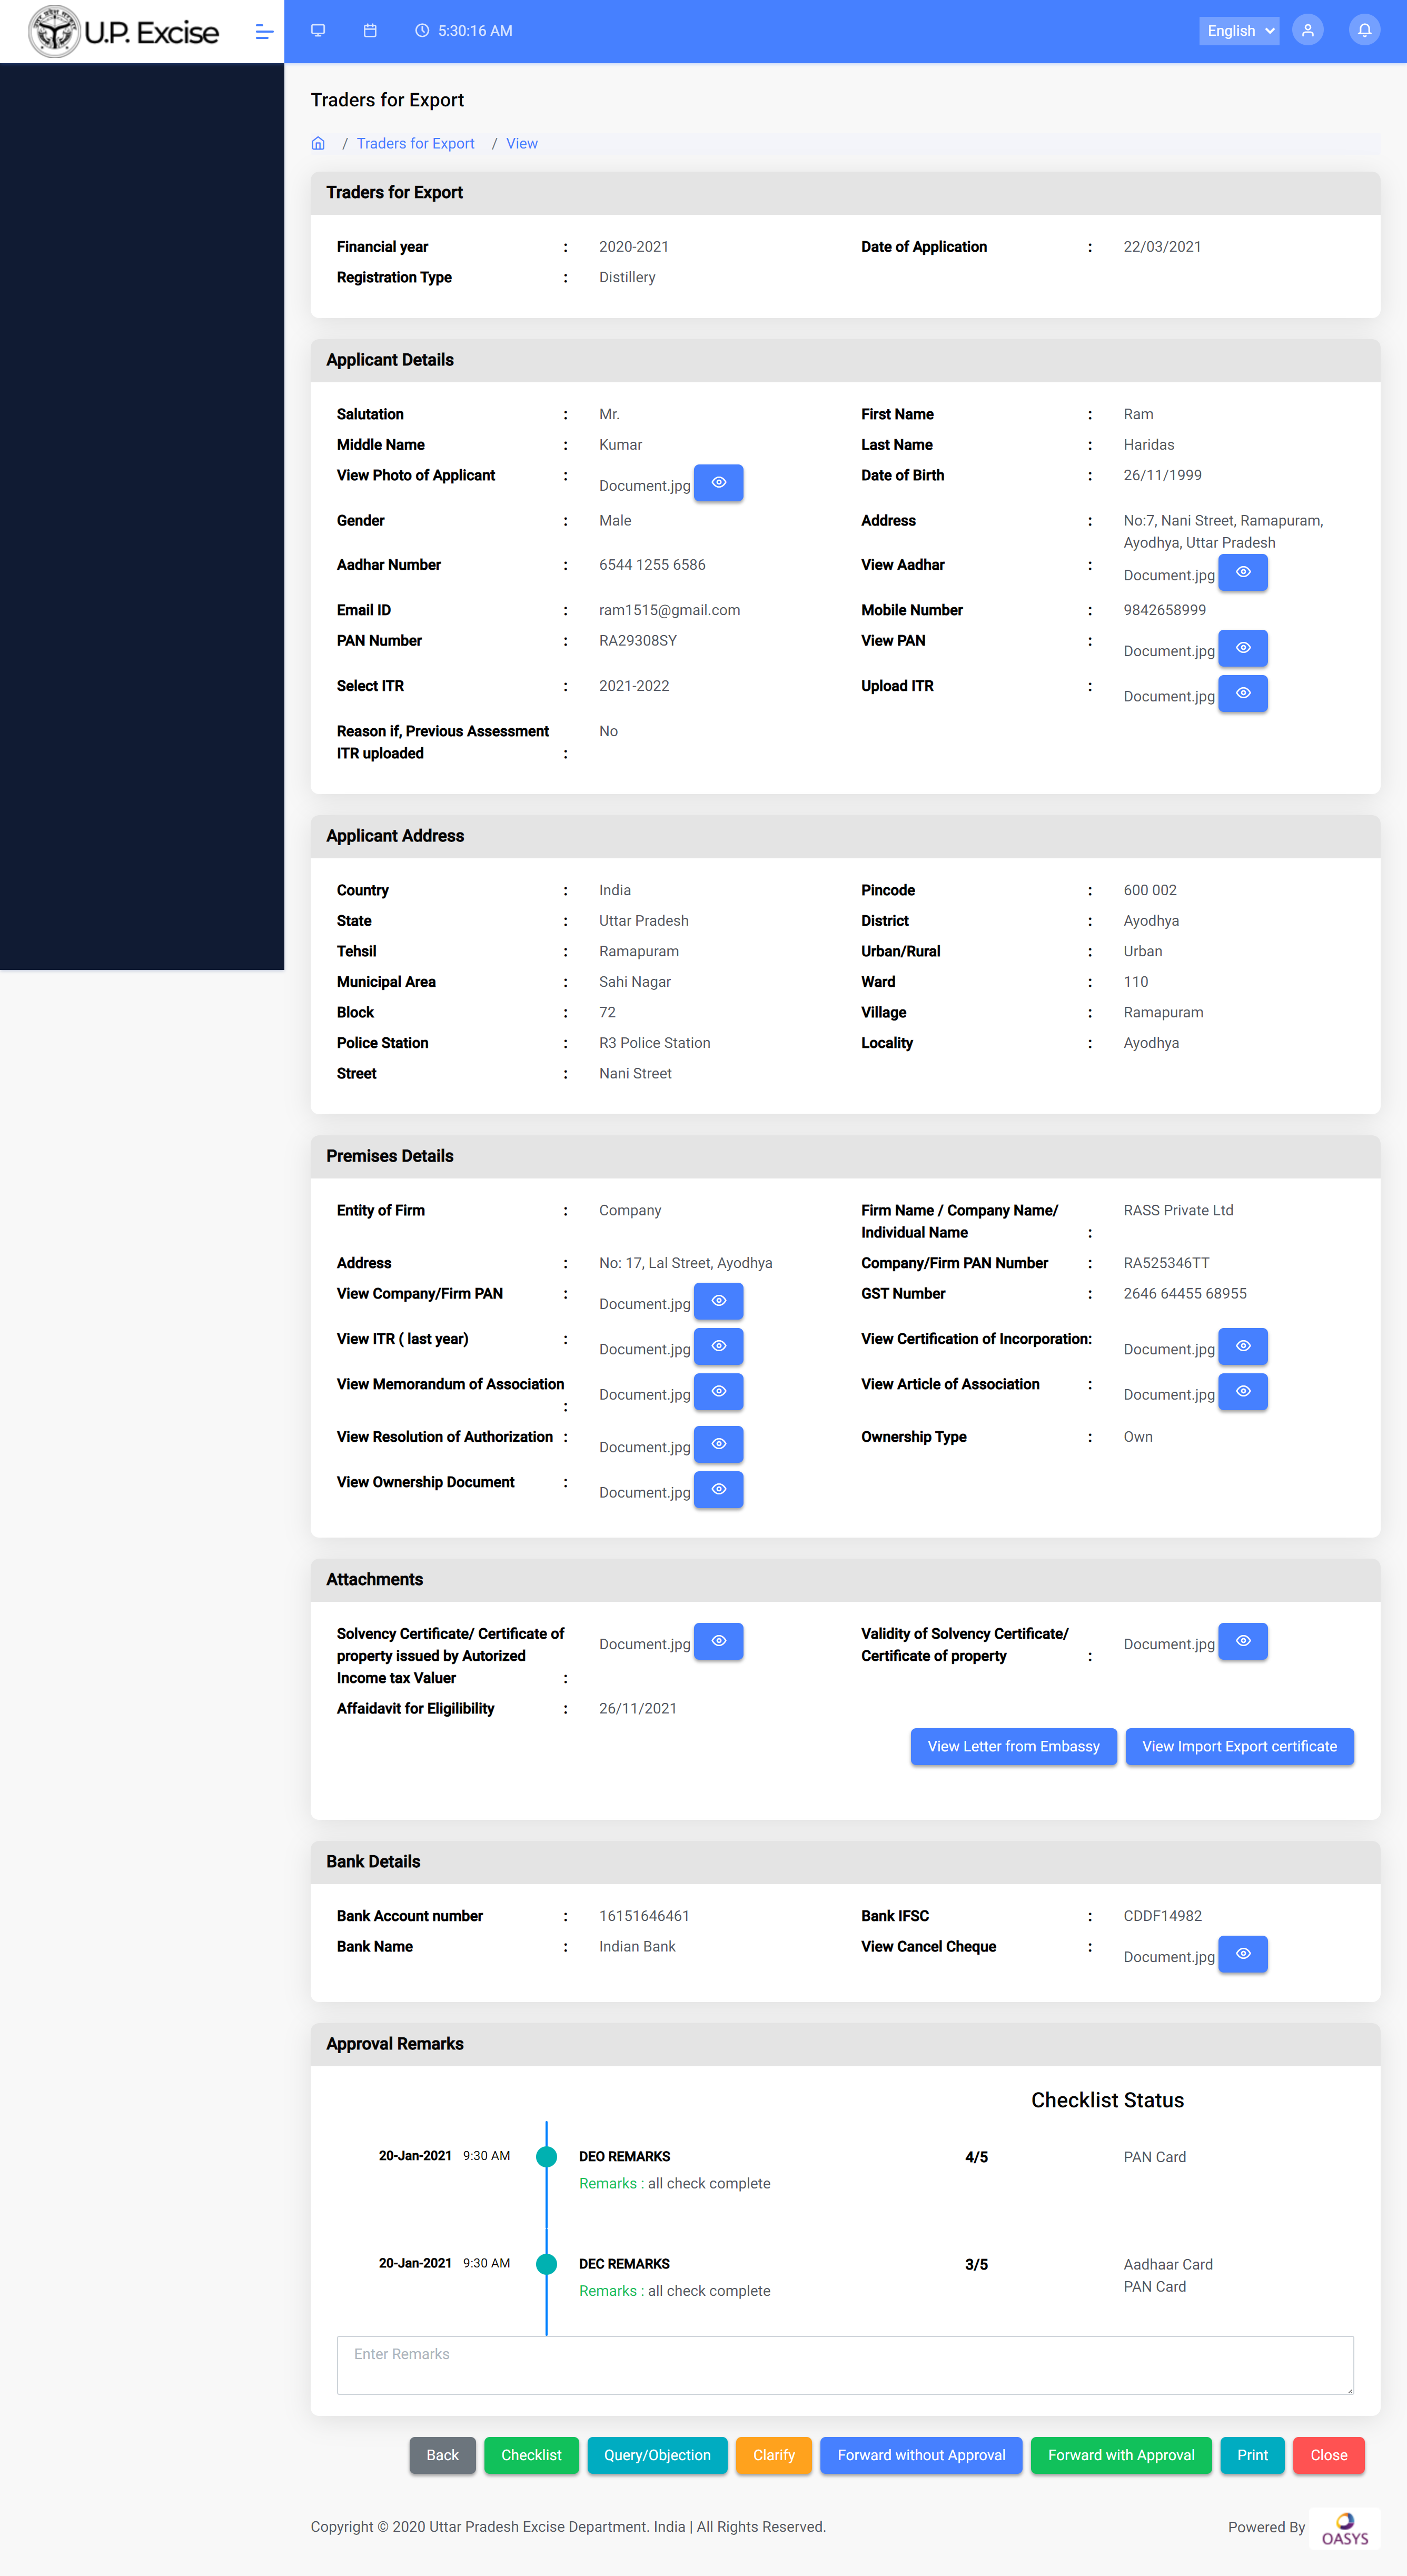 U.P. Excise
5:30:16 AM
English
Traders for Export
/ Traders for Export / View
Traders for Export
Financial year : 2020-2021 Date of Application : 22/03/2021
Registration Type : Distillery
Applicant Details
Salutation : Mr. First Name : Ram
Middle Name : Kumar Last Name : Haridas
View Photo of Applicant : Document.jpg Date of Birth : 26/11/1999
Gender : Male Address : No:7, Nani Street, Ramapuram,
Ayodhya, Uttar Pradesh
Aadhar Number : 6544 1255 6586 View Aadhar : Document.jpg
Email ID : ram1515@gmail.com Mobile Number : 9842658999
PAN Number : RA29308SY View PAN : Document.jpg
Select ITR : 2021-2022 Upload ITR : Document.jpg
Reason if, Previous Assessment No
ITR uploaded :
Applicant Address
Country : India Pincode : 600 002
State : Uttar Pradesh District : Ayodhya
Tehsil : Ramapuram Urban/Rural : Urban
Municipal Area : Sahi Nagar Ward : 110
Block : 72 Village : Ramapuram
Police Station : R3 Police Station Locality : Ayodhya
Street : Nani Street
Premises Details
Entity of Firm : Company Firm Name / Company Name/ RASS Private Ltd
Individual Name :
Address : No: 17, Lal Street, Ayodhya Company/Firm PAN Number : RA525346TT
View Company/Firm PAN : Document.jpg GST Number : 2646 64455 68955
View ITR ( last year) : Document.jpg View Certification of Incorporation: Document.jpg
View Memorandum of Association Document.jpg View Article of Association : Document.jpg
:
View Resolution of Authorization : Document.jpg Ownership Type : Own
View Ownership Document : Document.jpg
Attachments
Solvency Certificate/ Certificate of Document.jpg Validity of Solvency Certificate/ Document.jpg
property issued by Autorized Certificate of property :
Income tax Valuer :
Affaidavit for Eligilibility : 26/11/2021
View Letter from Embassy View Import Export certificate
Bank Details
Bank Account number : 16151646461 Bank IFSC : CDDF14982
Bank Name : Indian Bank View Cancel Cheque : Document.jpg
Approval Remarks
Checklist Status
20-Jan-2021 9:30 AM DEO REMARKS 4/5 PAN Card
Remarks : all check complete
20-Jan-2021 9:30 AM DEC REMARKS 3/5 Aadhaar Card
Remarks : all check complete PAN Card
Enter Remarks
Back Checklist Query/Objection Clarify Forward without Approval Forward with Approval Print Close
Copyright © 2020 Uttar Pradesh Excise Department. India | All Rights Reserved. Powered By OASYS